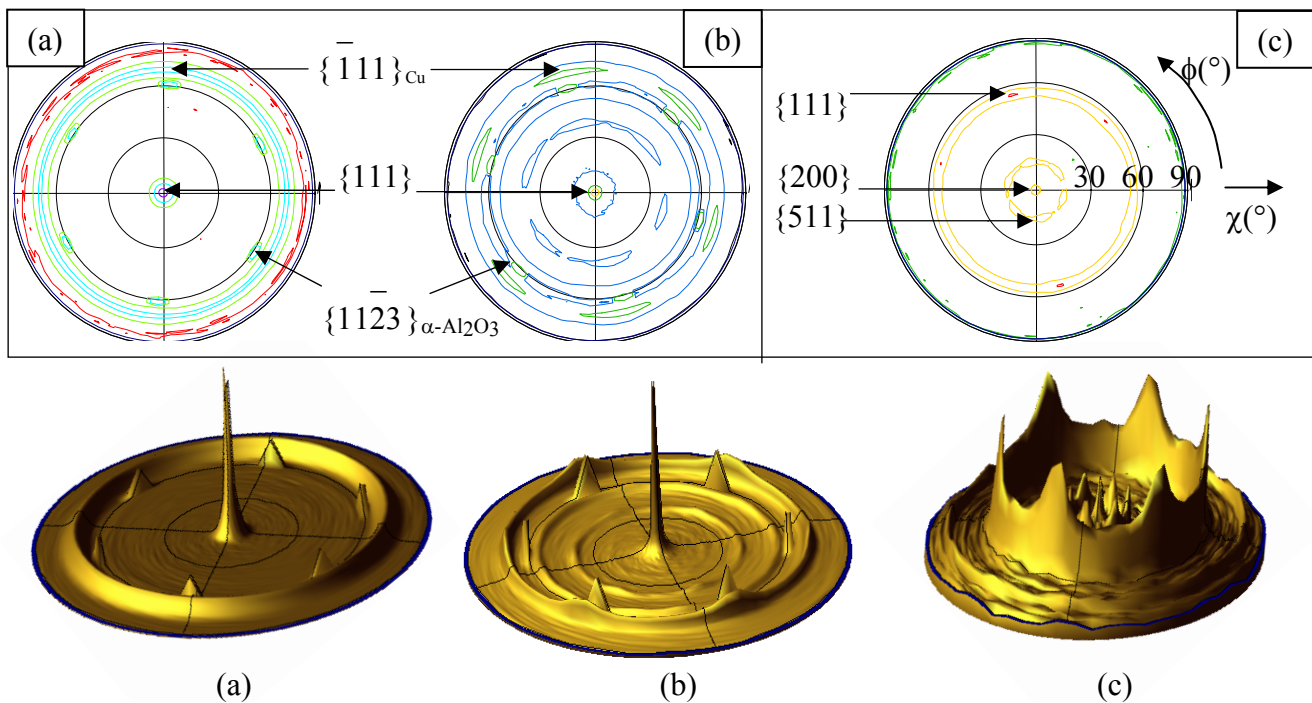 (a)
(b)
(c)
{1̅11}Cu
ϕ(°)
{111}
{111}
{200}
30 60 90
{511}
χ(°)
{112̅3}α-Al2O3
(a)
(b)
(c)